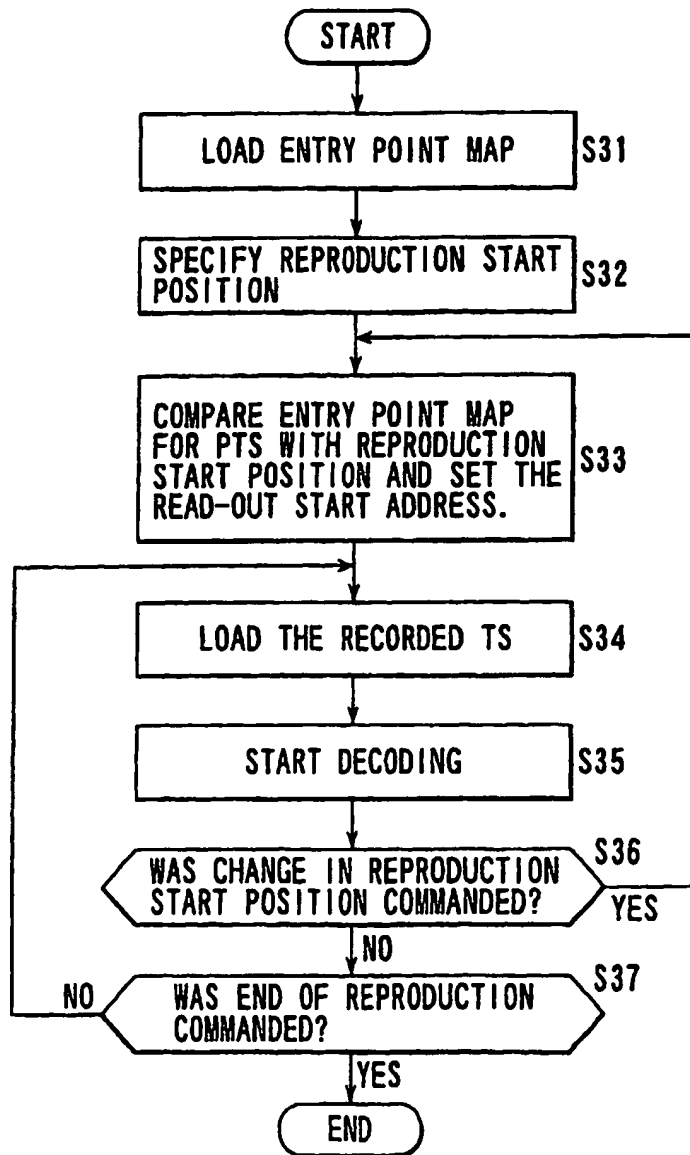 START
LOAD ENTRY POINT MAP
S31
SPECIFY REPRODUCTION START
POSITION
S32
COMPARE ENTRY POINT MAP
FOR PTS WITH REPRODUCTION
START POSITION AND SET THE
READ-OUT START ADDRESS.
S33
LOAD THE RECORDED TS
S34
START DECODING
S35
WAS CHANGE IN REPRODUCTION
START POSITION COMMANDED?
S36
YES
NO
WAS END OF REPRODUCTION
COMMANDED?
S37
NO
YES
END